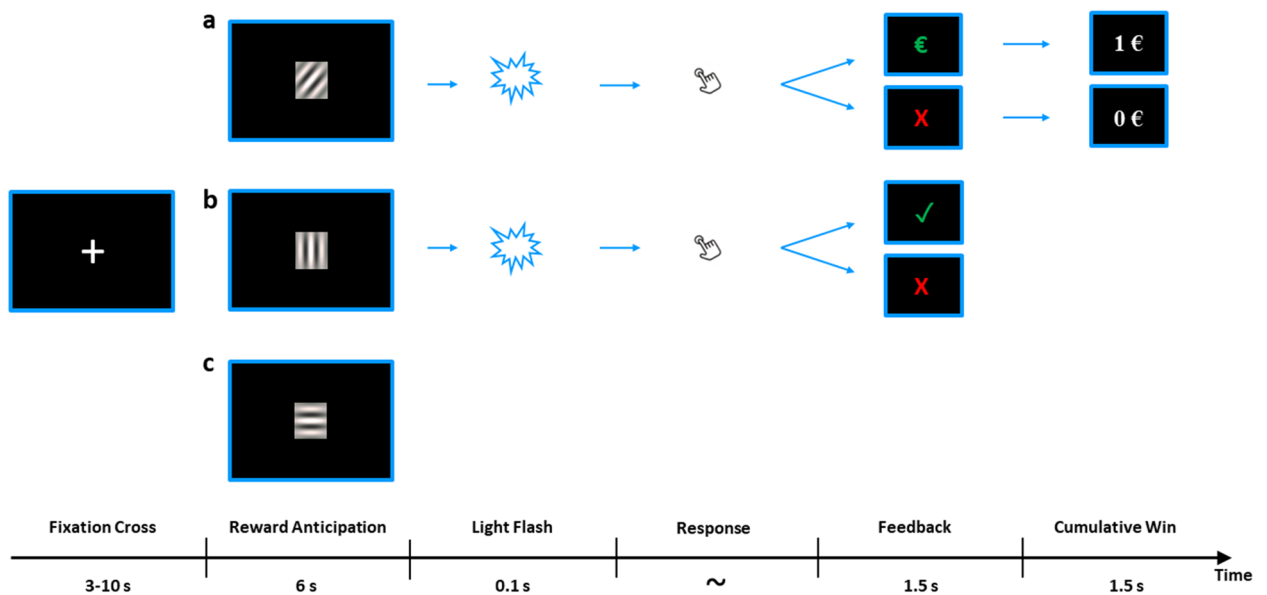 a
€
1 €
X
0 €
b
+
✓
X
c
Fixation Cross
Reward Anticipation
Light Flash
Response
Feedback
Cumulative Win
Time
3-10 s
6 s
0.1 s
~
1.5 s
1.5 s